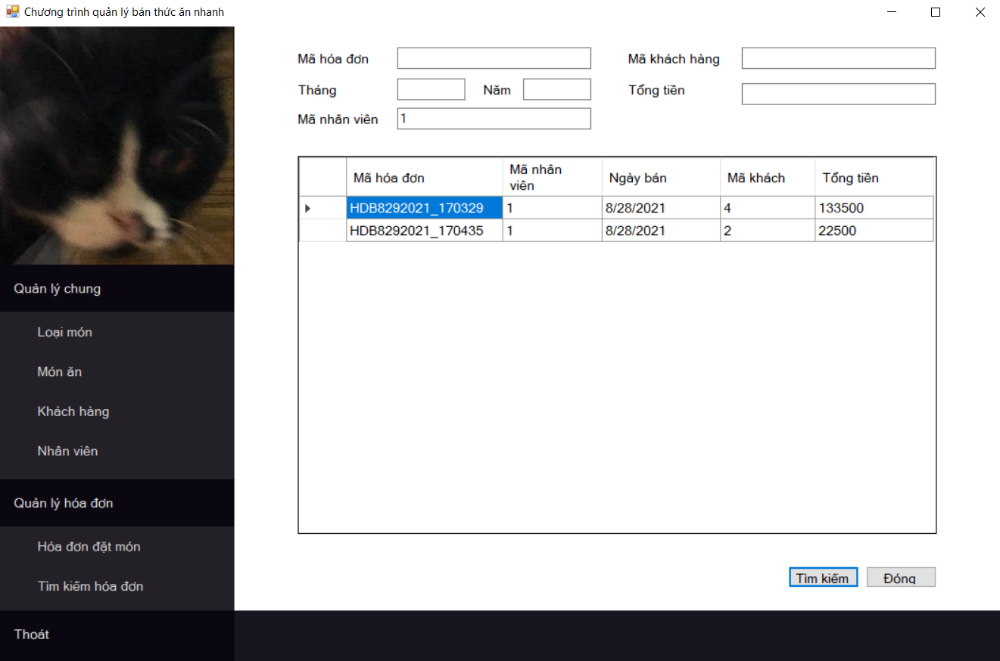 Chương trình quản lý bán thức ăn nhanh
Mã hóa đơn
Mã khách hàng
Tháng
Năm
Tổng tiền
Mã nhân viên
1
Mã hóa đơn
Mã nhân
viên
Ngày bán
Mã khách
Tổng tiền
HDB8292021_170329 1 8/28/2021 4 133500
HDB8292021_170435 1 8/28/2021 2 22500
Tìm kiếm
Đóng
Quản lý chung
Loại món
Món ăn
Khách hàng
Nhân viên
Quản lý hóa đơn
Hóa đơn đặt món
Tìm kiếm hóa đơn
Thoát